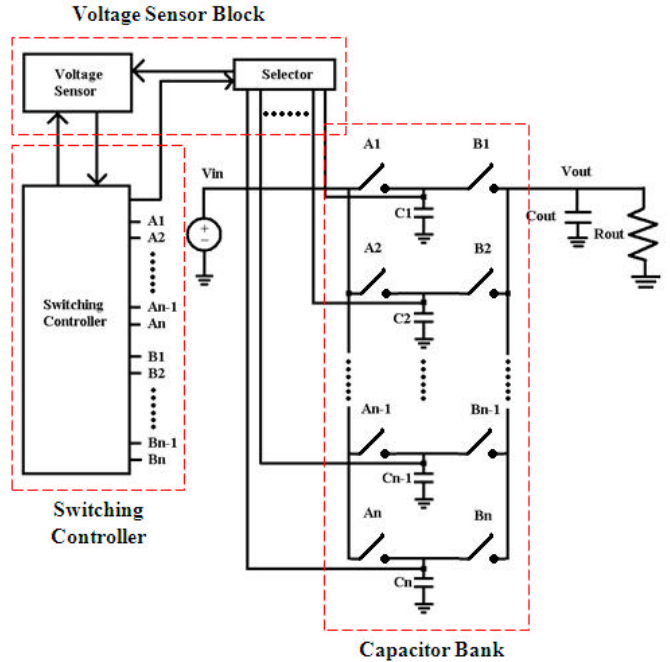 Voltage Sensor Block
Voltage
Sensor
Selector
A1
B1
Vin
Vout
C1
Cout
Rout
A1
A2
A2
B2
C2
Switching
Controller
An-1
An
B1
B2
Bn-1
Bn
An-1
Bn-1
Cn-1
An
Bn
Cn
Switching
Controller
Capacitor Bank